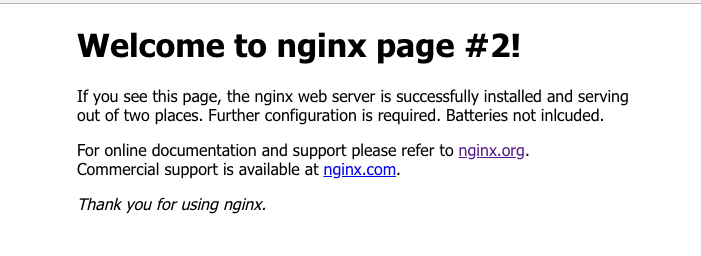 Welcome to nginx page #2!
If you see this page, the nginx web server is successfully installed and serving
out of two places. Further configuration is required. Batteries not inlcuded.
For online documentation and support please refer to nginx.org.
Commercial support is available at nginx.com.
Thank you for using nginx.